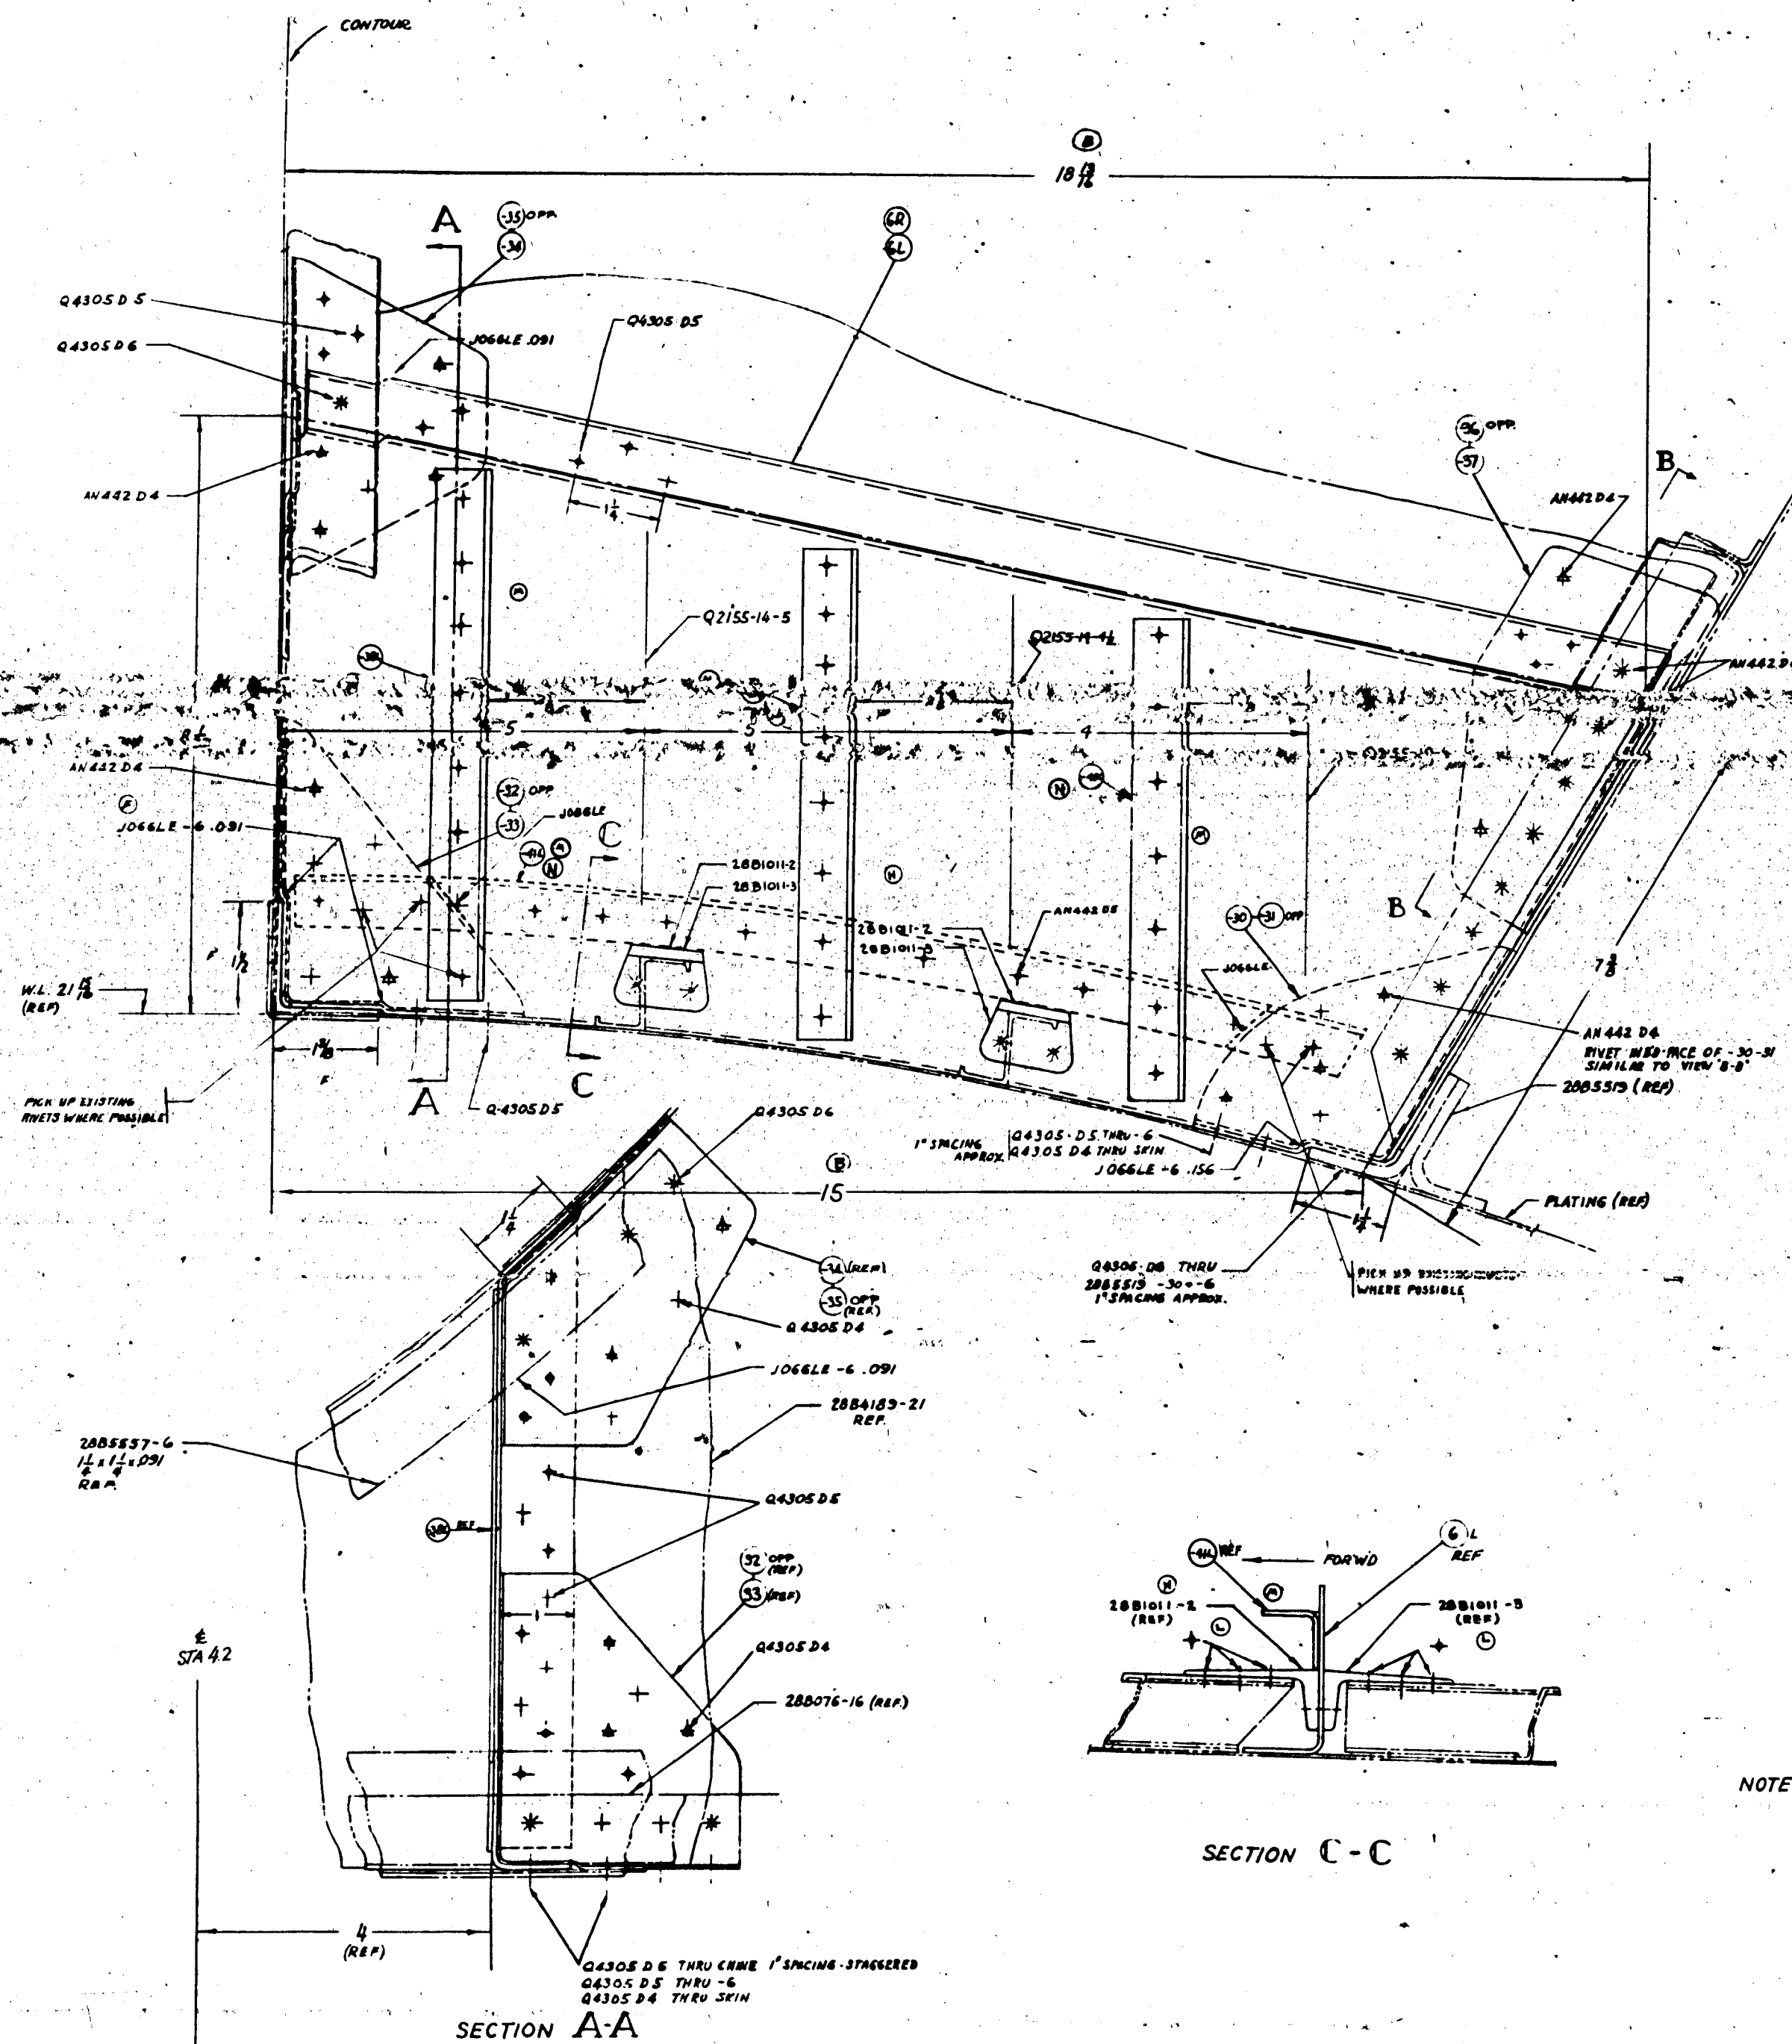 CONTOUR
B
18 13/16
A
-35 OPP.
-34
6R
6L
Q4305 D5
Q4305 D5
Q4305 D6
JOGGLE .091
-36 OPP.
-37
B
AN442 D4
AN442 D4
1 1/4
M
Q2155-14-5
Q2155-14-4 1/2
5
5
4
AN442 D4
-32 OPP
-33
JOGGLE
F
JOGGLE -6 .091
C
M
N
N
M
N
28B1011-2
28B1011-3
AN442 D5
28B1011-2
28B1011-3
-30 -31 OPP
B
JOGGLE
7 3/8
F
1 1/2
W.L. 21 15/16
(REF)
AN442 D4
RIVET INB'D FACE OF -30-31
SIMILAR TO VIEW "B-B"
28B5519 (REF)
F
A
C
PICK UP EXISTING
RIVETS WHERE POSSIBLE
Q4305 D5
Q4305 D6
1" SPACING
APPROX.
Q4305-D5 THRU -6
Q4305 D4 THRU SKIN
JOGGLE -6 .156
B
15
PLATING (REF)
1 1/4
Q4305-D6 THRU
28B5519 -30 & -6
1" SPACING APPROX.
PICK UP EXISTING
WHERE POSSIBLE
-34 (REF)
-35 OPP
(REF)
Q4305 D4
JOGGLE -6 .091
28B4189-21
REF.
28B5557-6
1 1/4 x 1 1/4 x .091
REF.
Q4305 D5
REF
32 OPP
(REF)
33 (REF)
1
Q4305 D4
28B076-16 (REF.)
℄
STA 4.2
4
(REF)
Q4305 D6 THRU CHINE 1" SPACING-STAGGERED
Q4305 D5 THRU -6
Q4305 D4 THRU SKIN
SECTION A-A
6 L
REF
REF
FORWD
N
M
28B1011-2
(REF)
L
28B1011-3
(REF)
L
SECTION C-C
NOTE